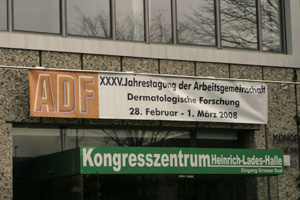 ADF
XXXV.Jahrestagung der Arbeitsgemeinschaft
Dermatologische Forschung
28. Februar - 1. März 2008
Kongresszentrum Heinrich-Lades-Halle
Eingang Grosser Saal